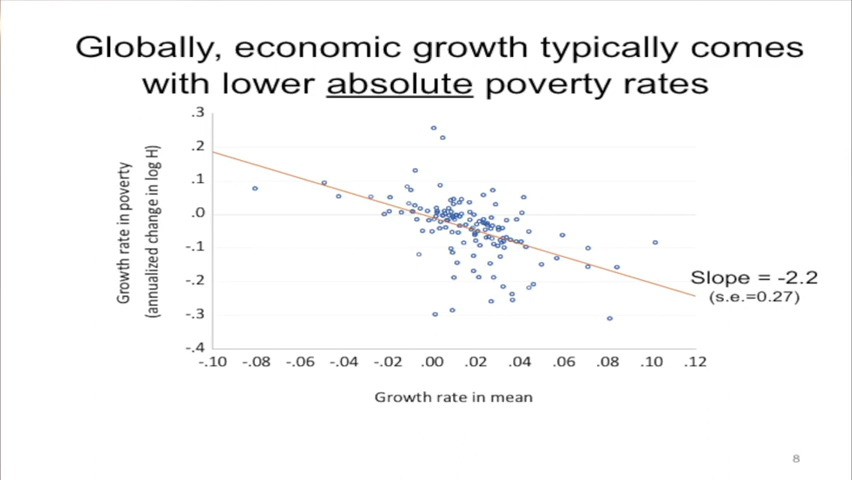 Globally, economic growth typically comes
with lower absolute poverty rates
Growth rate in poverty
(annualized change in log H)
.3
.2
.1
.0
-.1
-.2
-.3
-.4
-.10 -.08 -.06 -.04 -.02 .00 .02 .04 .06 .08 .10 .12
Growth rate in mean
Slope = -2.2
(s.e.=0.27)
8